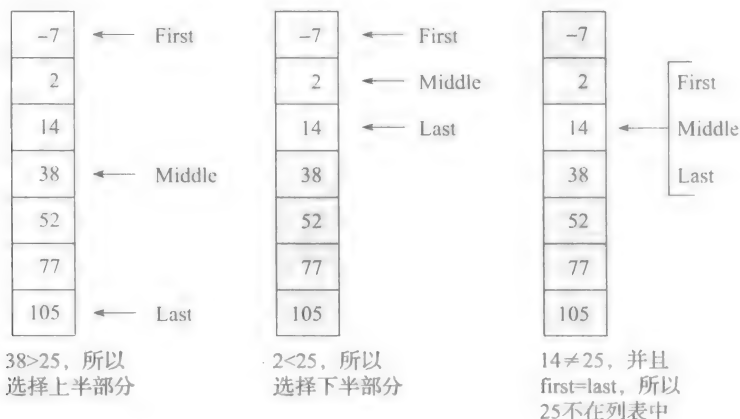 -7 First
2
14
38 Middle
52
77
105 Last
38>25，所以
选择上半部分
-7 First
2 Middle
14 Last
38
52
77
105
2<25，所以
选择下半部分
-7
2 First
14 Middle
38 Last
52
77
105
14≠25，并且
first=last，所以
25不在列表中